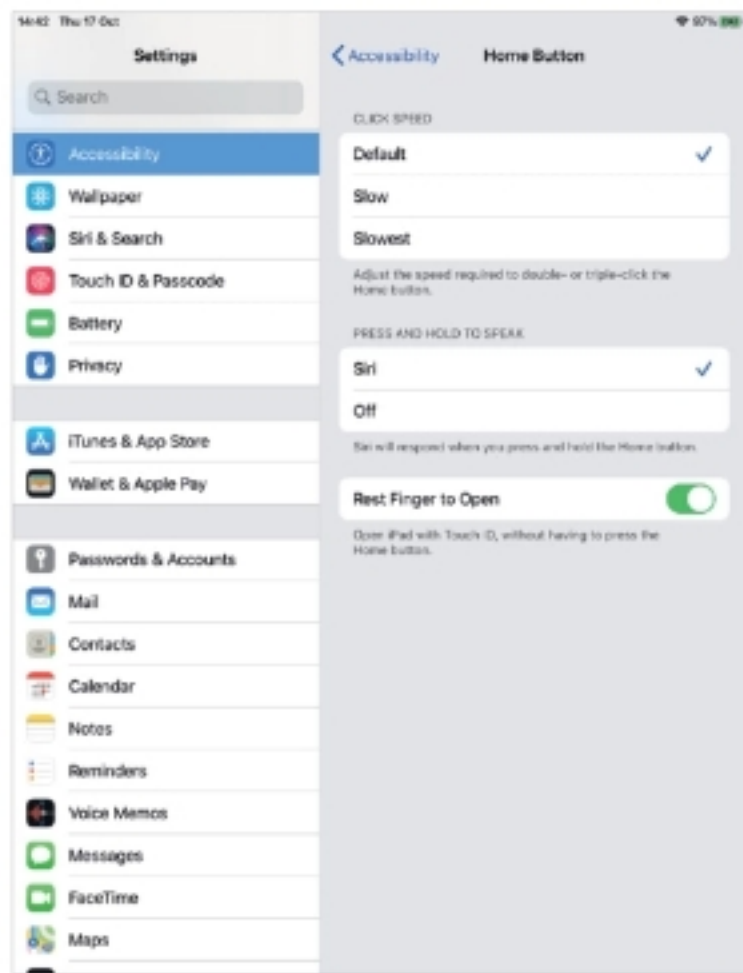 14:42 Thu 17 Oct
97%
Settings
Search
Accessibility
Wallpaper
Siri & Search
Touch ID & Passcode
Battery
Privacy
iTunes & App Store
Wallet & Apple Pay
Passwords & Accounts
Mail
Contacts
Calendar
Notes
Reminders
Voice Memos
Messages
FaceTime
Maps
Accessibility
Home Button
CLICK SPEED
Default
Slow
Slowest
Adjust the speed required to double- or triple-click the
Home button.
PRESS AND HOLD TO SPEAK
Siri
Off
Siri will respond when you press and hold the Home button.
Rest Finger to Open
Open iPad with Touch ID, without having to press the
Home button.